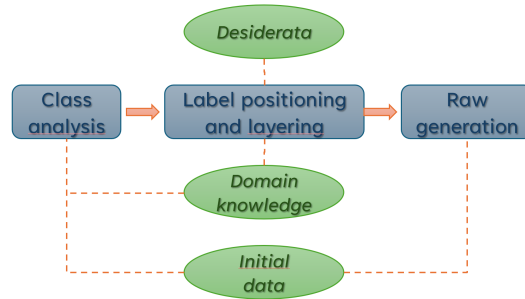 Desiderata
Class
analysis
Label positioning
and layering
Raw
generation
Domain
knowledge
Initial
data